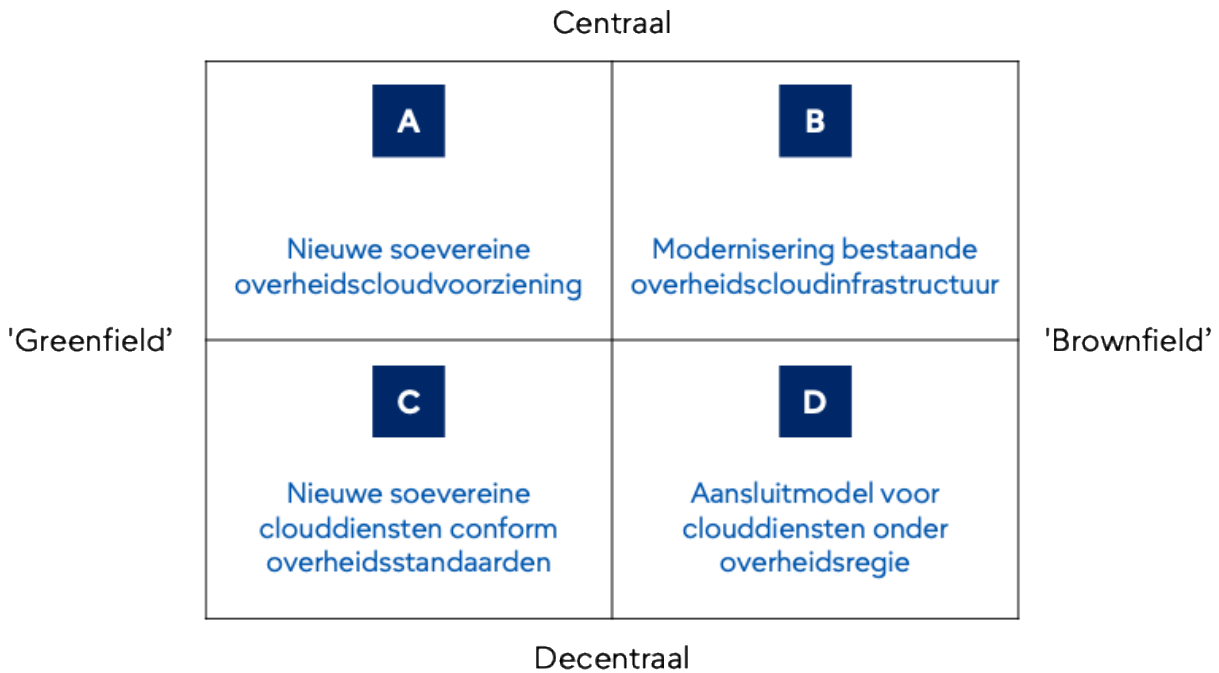 Centraal
A
Nieuwe soevereine
overheidscloudvoorziening
B
Modernisering bestaande
overheidscloudinfrastructuur
'Greenfield’
'Brownfield’
C
Nieuwe soevereine
clouddiensten conform
overheidsstandaarden
D
Aansluitmodel voor
clouddiensten onder
overheidsregie
Decentraal